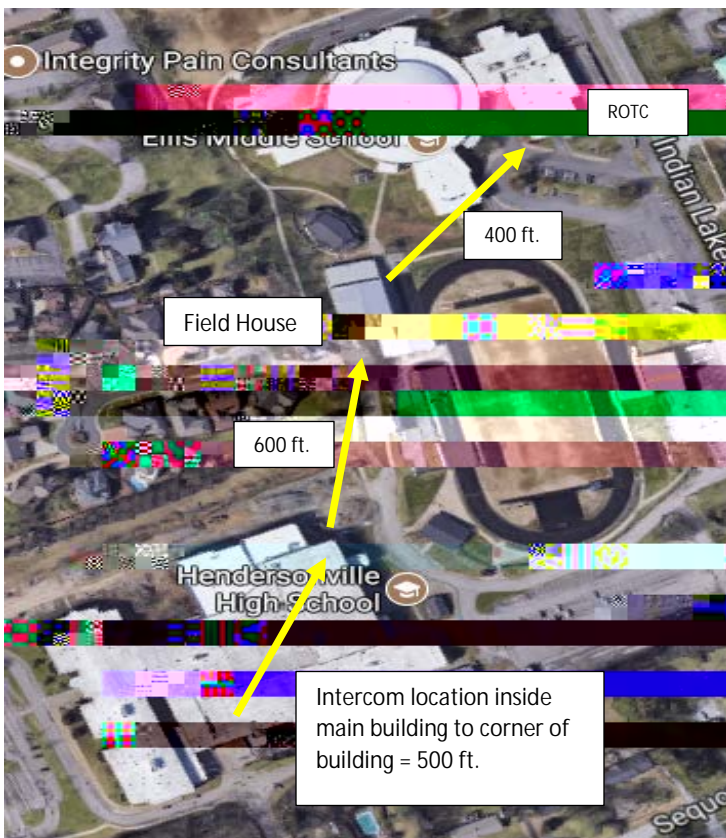 Integrity Pain Consultants
ROTC
Ellis Middle School
Indian Lake
400 ft.
Field House
600 ft.
Hendersonville
High School
Intercom location inside
main building to corner of
building = 500 ft.
Sequo